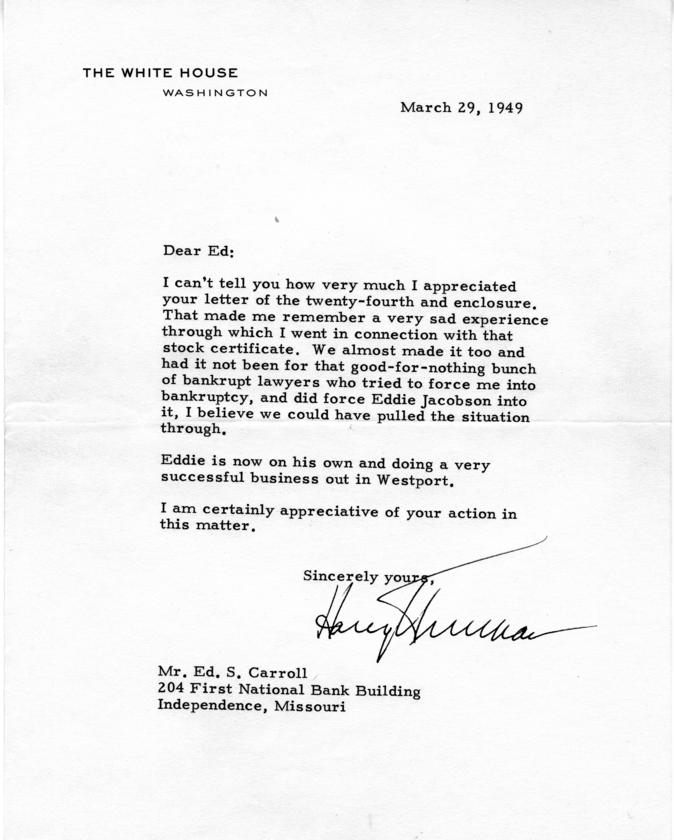 THE WHITE HOUSE
WASHINGTON
March 29, 1949
Dear Ed:
I can't tell you how very much I appreciated
your letter of the twenty-fourth and enclosure.
That made me remember a very sad experience
through which I went in connection with that
stock certificate. We almost made it too and
had it not been for that good-for-nothing bunch
of bankrupt lawyers who tried to force me into
bankruptcy, and did force Eddie Jacobson into
it, I believe we could have pulled the situation
through.
Eddie is now on his own and doing a very
successful business out in Westport.
I am certainly appreciative of your action in
this matter.
Sincerely yours,
Harry Truman
Mr. Ed. S. Carroll
204 First National Bank Building
Independence, Missouri